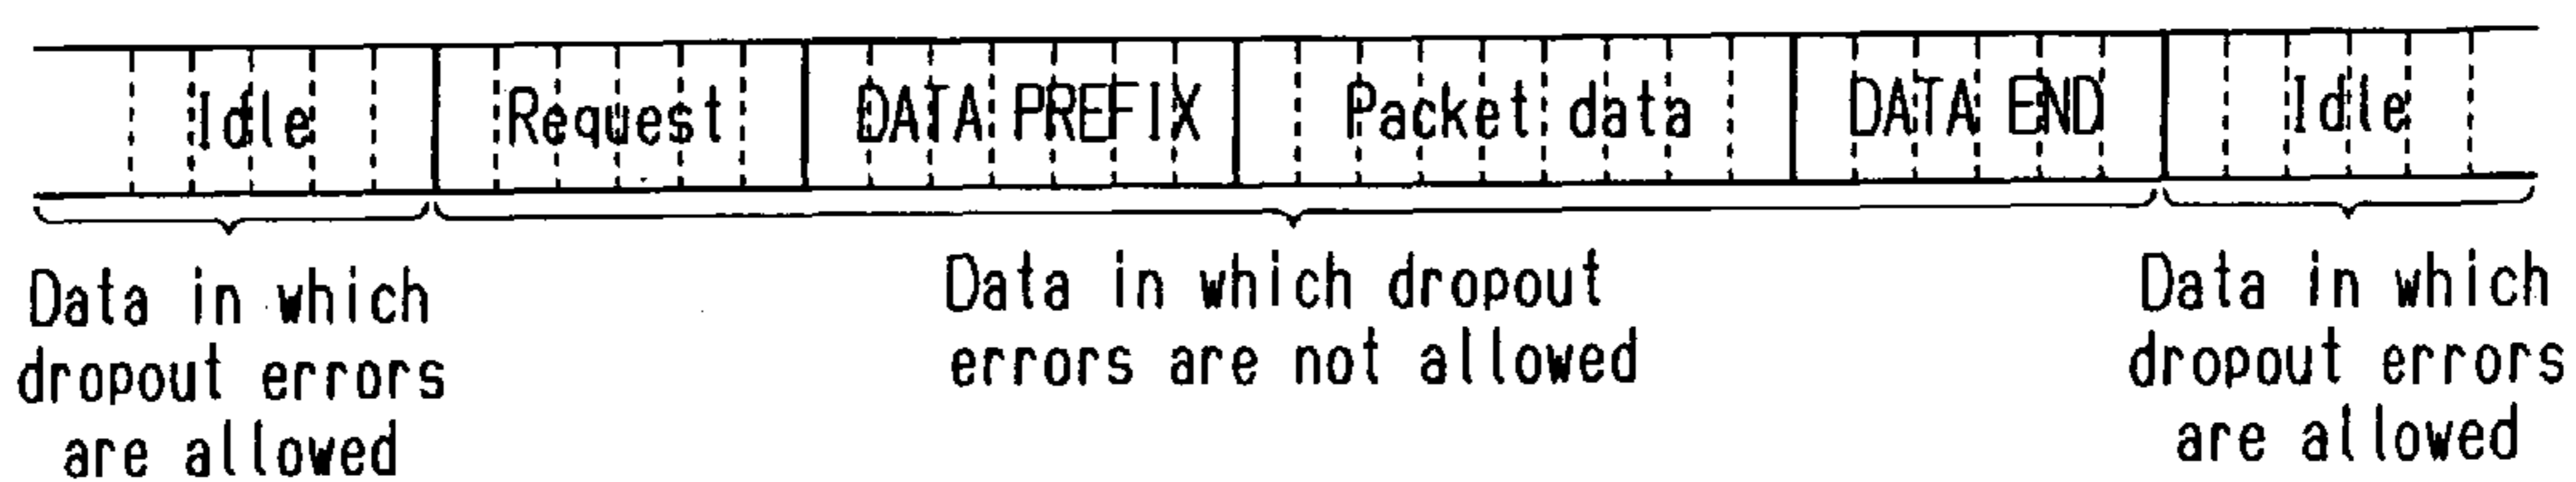 Idle Request DATA PREFIX Packet data DATA END Idle
Data in which
dropout errors
are allowed
Data in which dropout
errors are not allowed
Data in which
dropout errors
are allowed